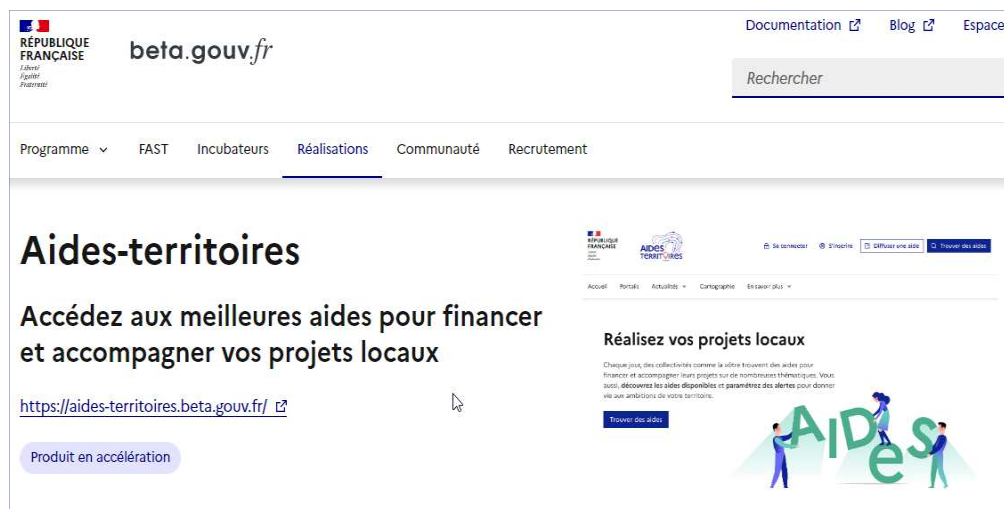 RÉPUBLIQUE
FRANÇAISE
Liberté
Égalité
Fraternité
beta.gouv.fr
Documentation
Blog
Espace
Rechercher
Programme
FAST
Incubateurs
Réalisations
Communauté
Recrutement
Aides-territoires
Accédez aux meilleures aides pour financer
et accompagner vos projets locaux
https://aides-territoires.beta.gouv.fr/
Produit en accélération
RÉPUBLIQUE
FRANÇAISE
AIDES
TERRITOIRES
Se connecter
S'inscrire
Diffuser une aide
Trouver des aides
Accueil
Portails
Actualités
Cartographie
En savoir plus
Réalisez vos projets locaux
Chaque jour, des collectivités comme la vôtre trouvent des aides pour
financer et accompagner leurs projets sur de nombreuses thématiques. Vous
aussi, découvrez les aides disponibles et paramétrez des alertes pour donner
vie aux ambitions de votre territoire.
Trouver des aides
AIDeS